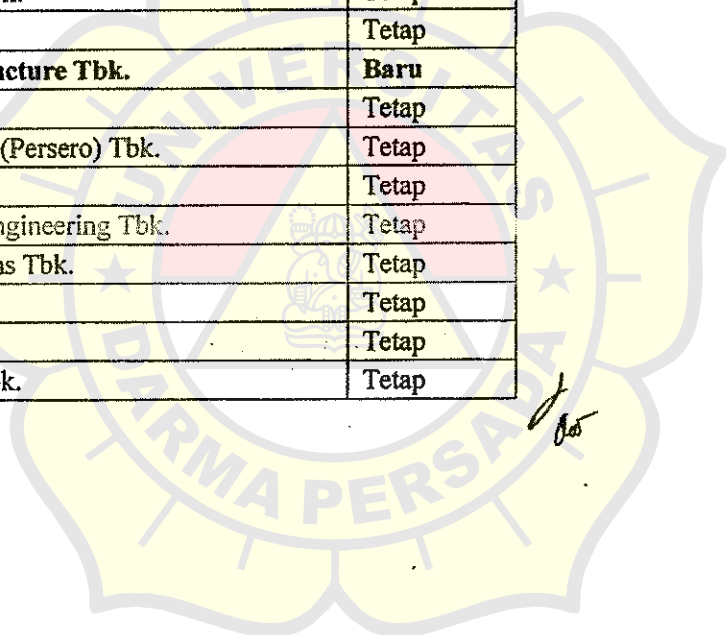 Tetap
ucture Tbk. Baru
Tetap
(Persero) Tbk. Tetap
Tetap
ngineering Tbk. Tetap
ns Tbk. Tetap
Tetap
Tetap
k. Tetap
UNIVERSITAS
DARMA PERSADA